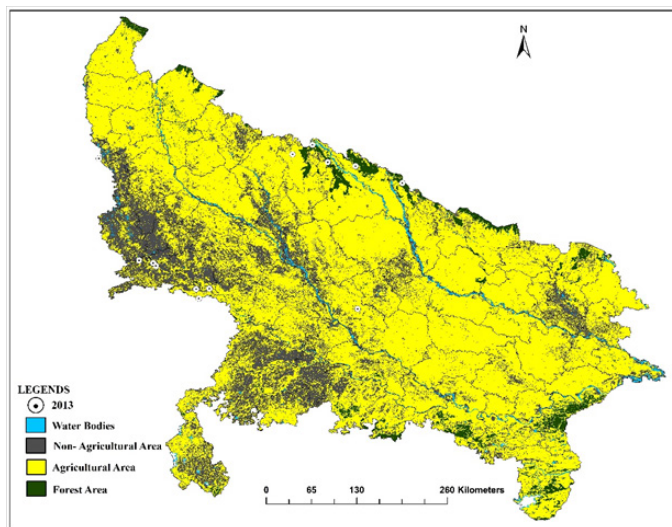 N
LEGENDS
2013
Water Bodies
Non- Agricultural Area
Agricultural Area
Forest Area
0 65 130 260 Kilometers